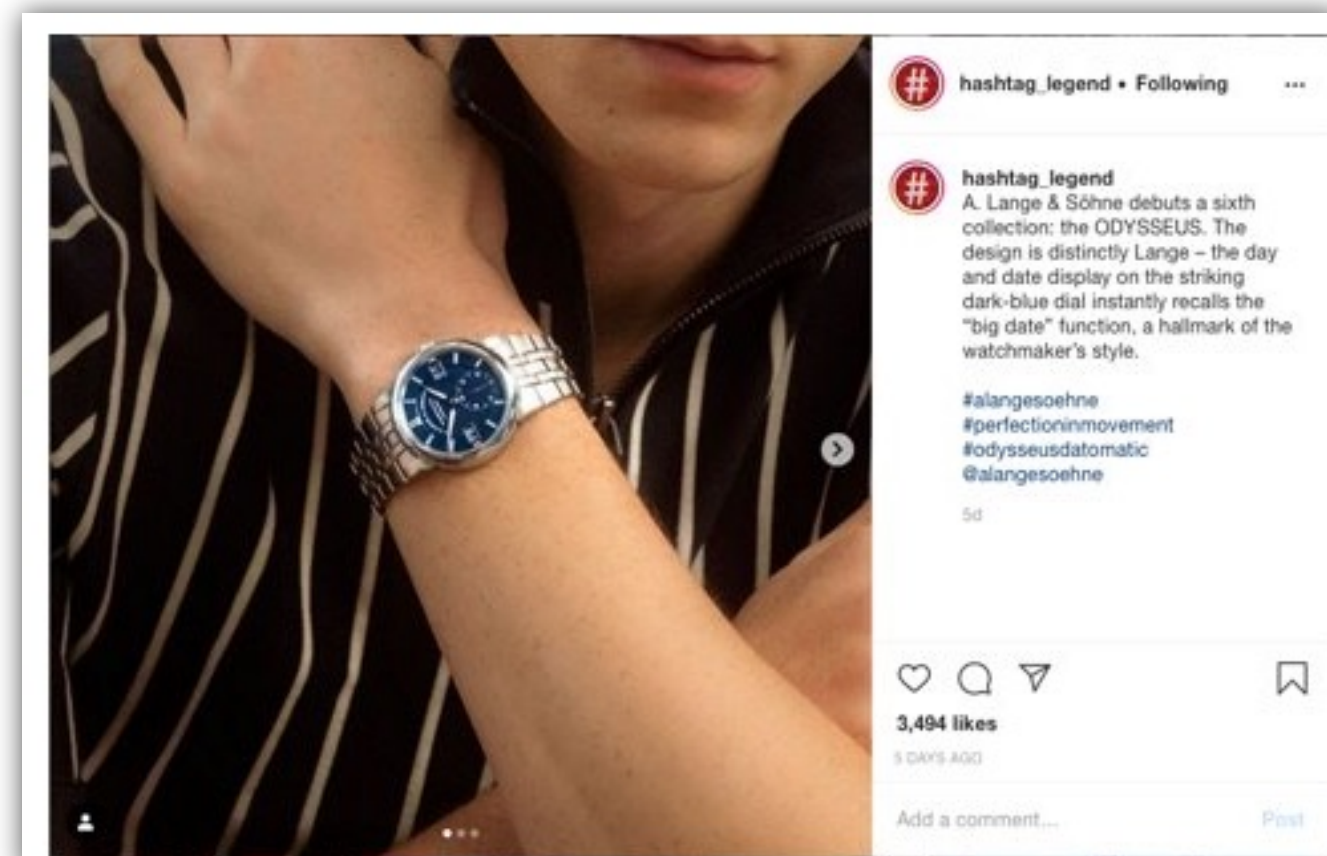 hashtag_legend • Following
hashtag_legend
A. Lange & Söhne debuts a sixth
collection: the ODYSSEUS. The
design is distinctly Lange – the day
and date display on the striking
dark-blue dial instantly recalls the
"big date" function, a hallmark of the
watchmaker's style.
#alangesoehne
#perfectioninmovement
#odysseusdatomatic
@alangesoehne
5d
3,494 likes
5 DAYS AGO
Add a comment...
Post